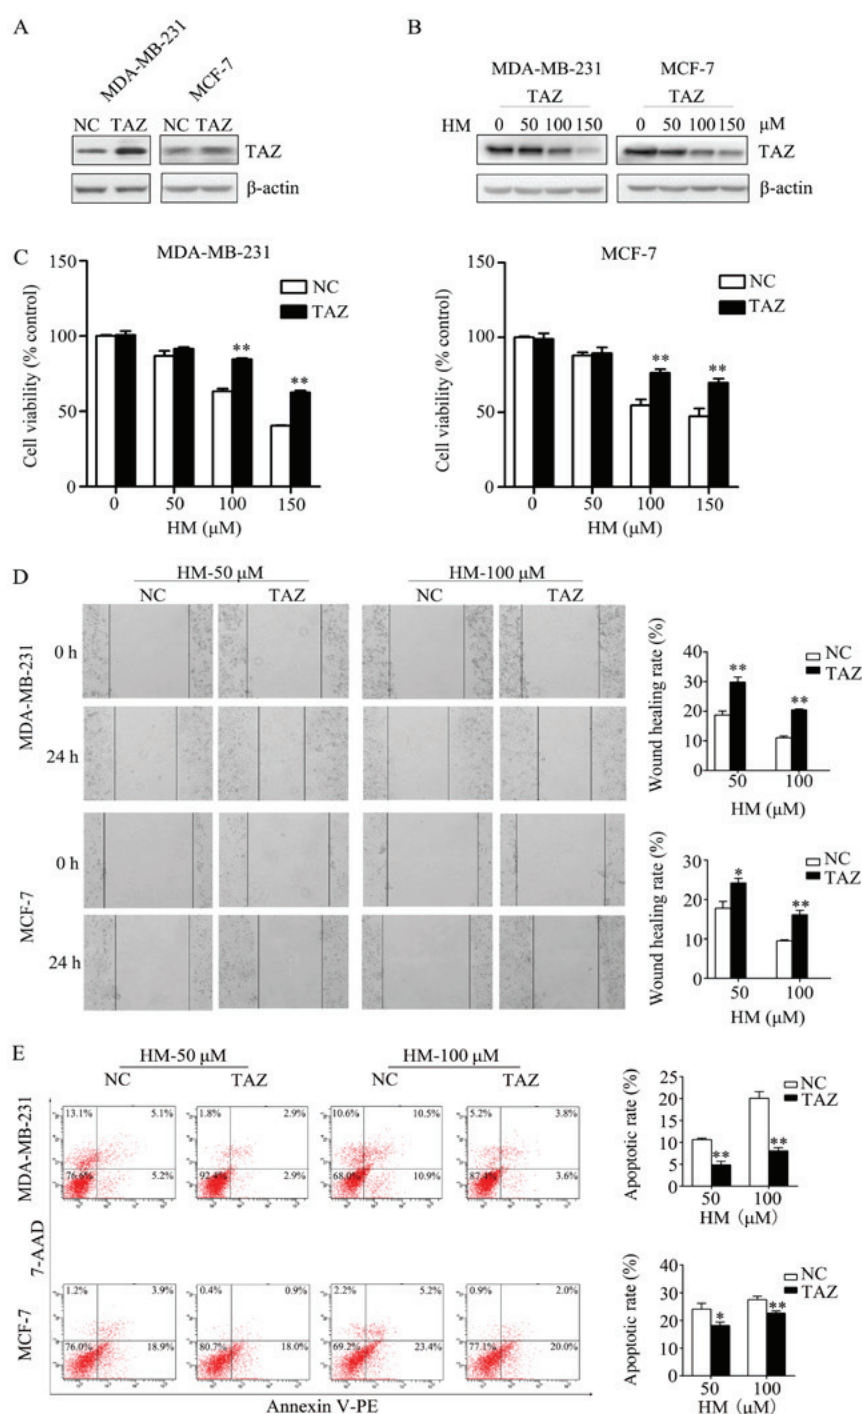 A
MDA-MB-231
MCF-7
NC TAZ NC TAZ
TAZ
β-actin
B
MDA-MB-231 MCF-7
TAZ TAZ
HM 0 50 100 150 0 50 100 150 μM
TAZ
β-actin
C
MDA-MB-231
150
100
50
0
Cell viability (% control)
NC
TAZ
** **
0 50 100 150
HM (μM)
MCF-7
150
100
50
0
Cell viability (% control)
NC
TAZ
** **
0 50 100 150
HM (μM)
D
HM-50 μM HM-100 μM
NC TAZ NC TAZ
MDA-MB-231
0 h
24 h
MCF-7
0 h
24 h
Wound healing rate (%)
40
30
20
10
0
NC
TAZ
** **
50 100
HM (μM)
Wound healing rate (%)
30
20
10
0
NC
TAZ
* **
50 100
HM (μM)
E
HM-50 μM HM-100 μM
NC TAZ NC TAZ
MDA-MB-231
13.1% 5.1% 1.8% 2.9% 10.6% 10.5% 5.2% 3.8%
76.6% 5.2% 92.4% 2.9% 68.0% 10.9% 87.4% 3.6%
7-AAD
MCF-7
1.2% 3.9% 0.4% 0.9% 2.2% 5.2% 0.9% 2.0%
76.0% 18.9% 80.7% 18.0% 69.2% 23.4% 77.1% 20.0%
Annexin V-PE
Apoptotic rate (%)
25
20
15
10
5
0
NC
TAZ
** **
50 100
HM (μM)
Apoptotic rate (%)
40
30
20
10
0
NC
TAZ
* **
50 100
HM (μM)